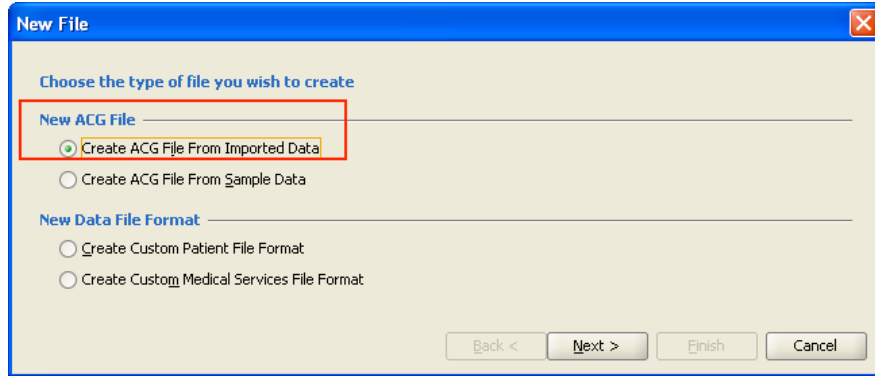 New File
Choose the type of file you wish to create
New ACG File
Create ACG File From Imported Data
Create ACG File From Sample Data
New Data File Format
Create Custom Patient File Format
Create Custom Medical Services File Format
Back < Next > Finish Cancel